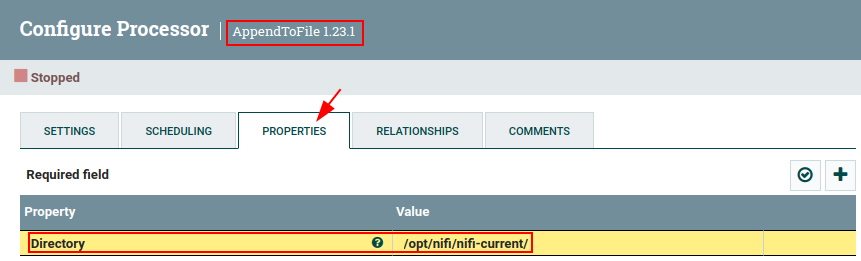 Configure Processor | AppendToFile 1.23.1
Stopped
SETTINGS SCHEDULING PROPERTIES RELATIONSHIPS COMMENTS
Required field
Property Value
Directory /opt/nifi/nifi-current/